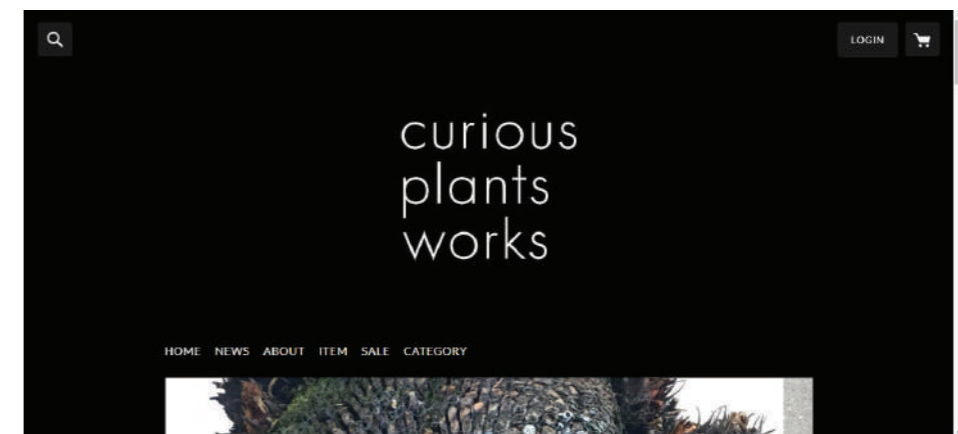 LOGIN
curious
plants
works
HOME NEWS ABOUT ITEM SALE CATEGORY